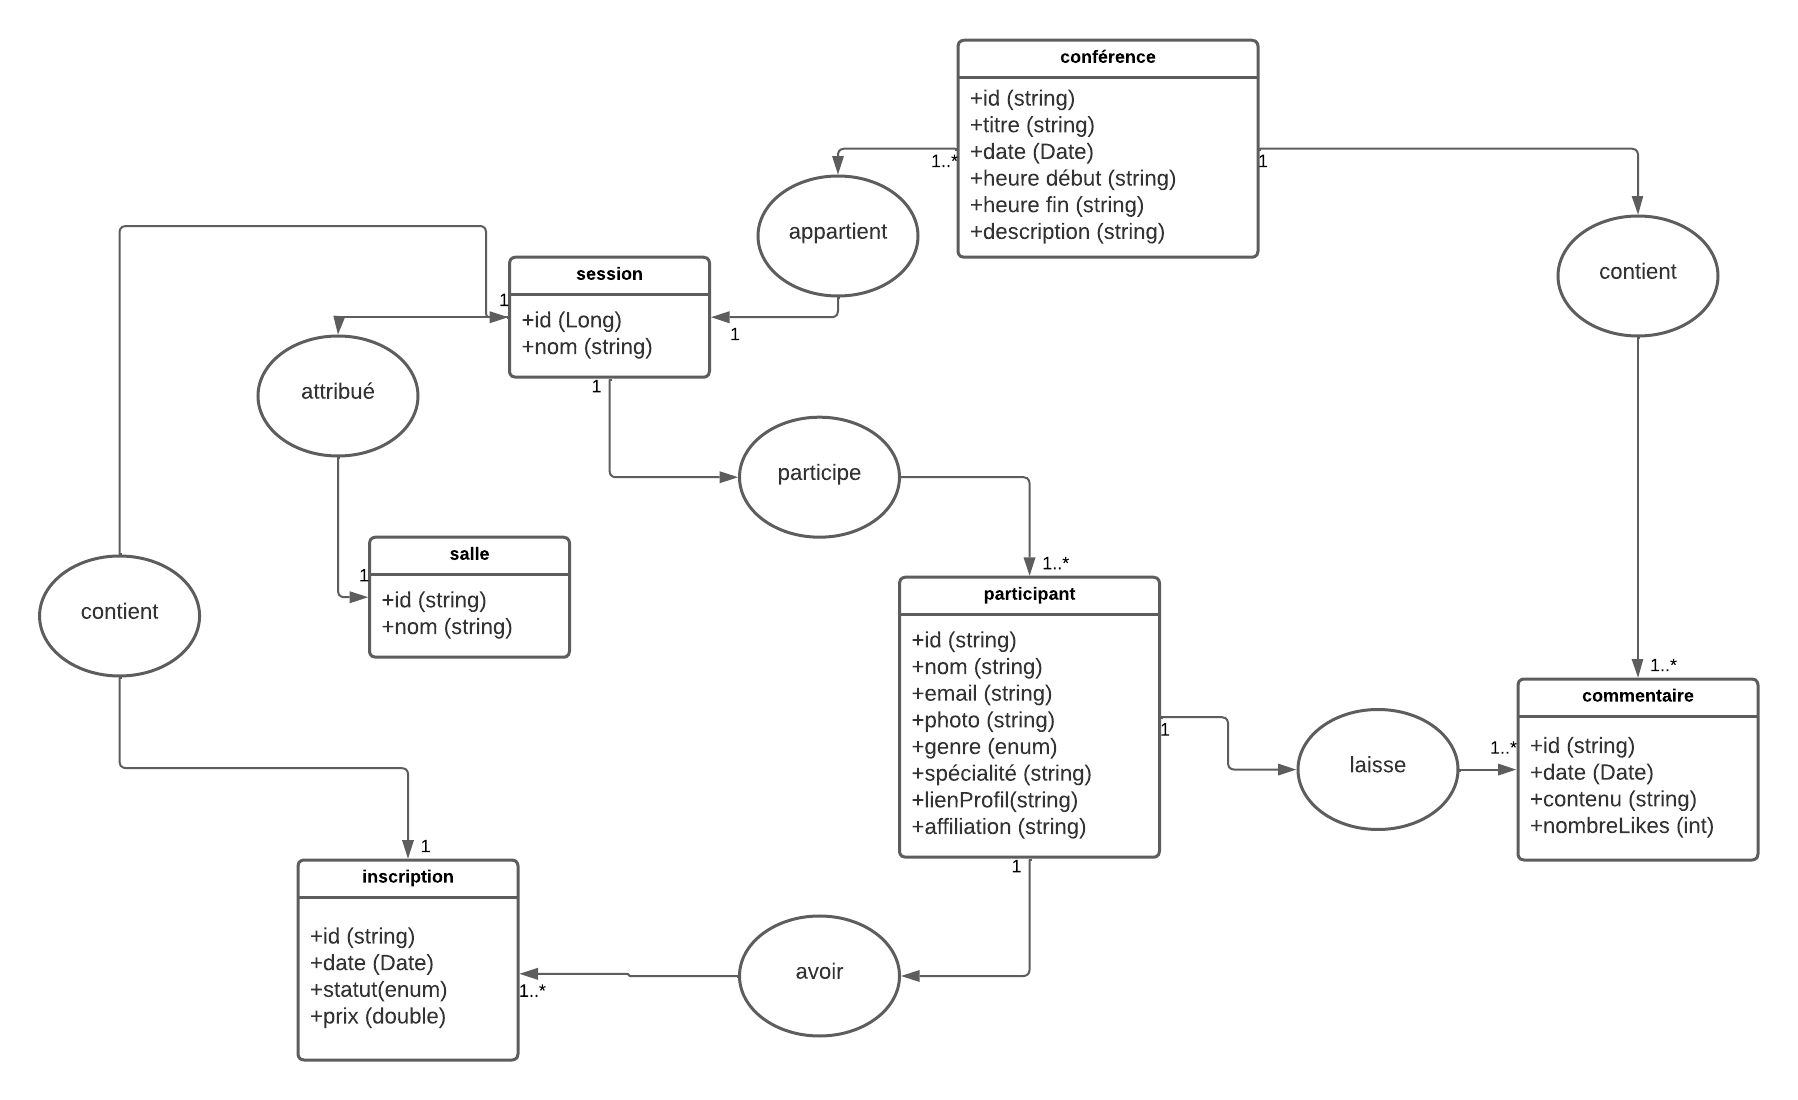 conférence
+id (string)
+titre (string)
+date (Date)
+heure début (string)
+heure fin (string)
+description (string)
1..*
1
appartient
contient
session
+id (Long)
+nom (string)
1
1
1
attribué
participe
salle
+id (string)
+nom (string)
1
contient
1..*
participant
+id (string)
+nom (string)
+email (string)
+photo (string)
+genre (enum)
+spécialité (string)
+lienProfil(string)
+affiliation (string)
1
1
laisse
1..*
1..*
commentaire
+id (string)
+date (Date)
+contenu (string)
+nombreLikes (int)
1
inscription
+id (string)
+date (Date)
+statut(enum)
+prix (double)
1..*
avoir